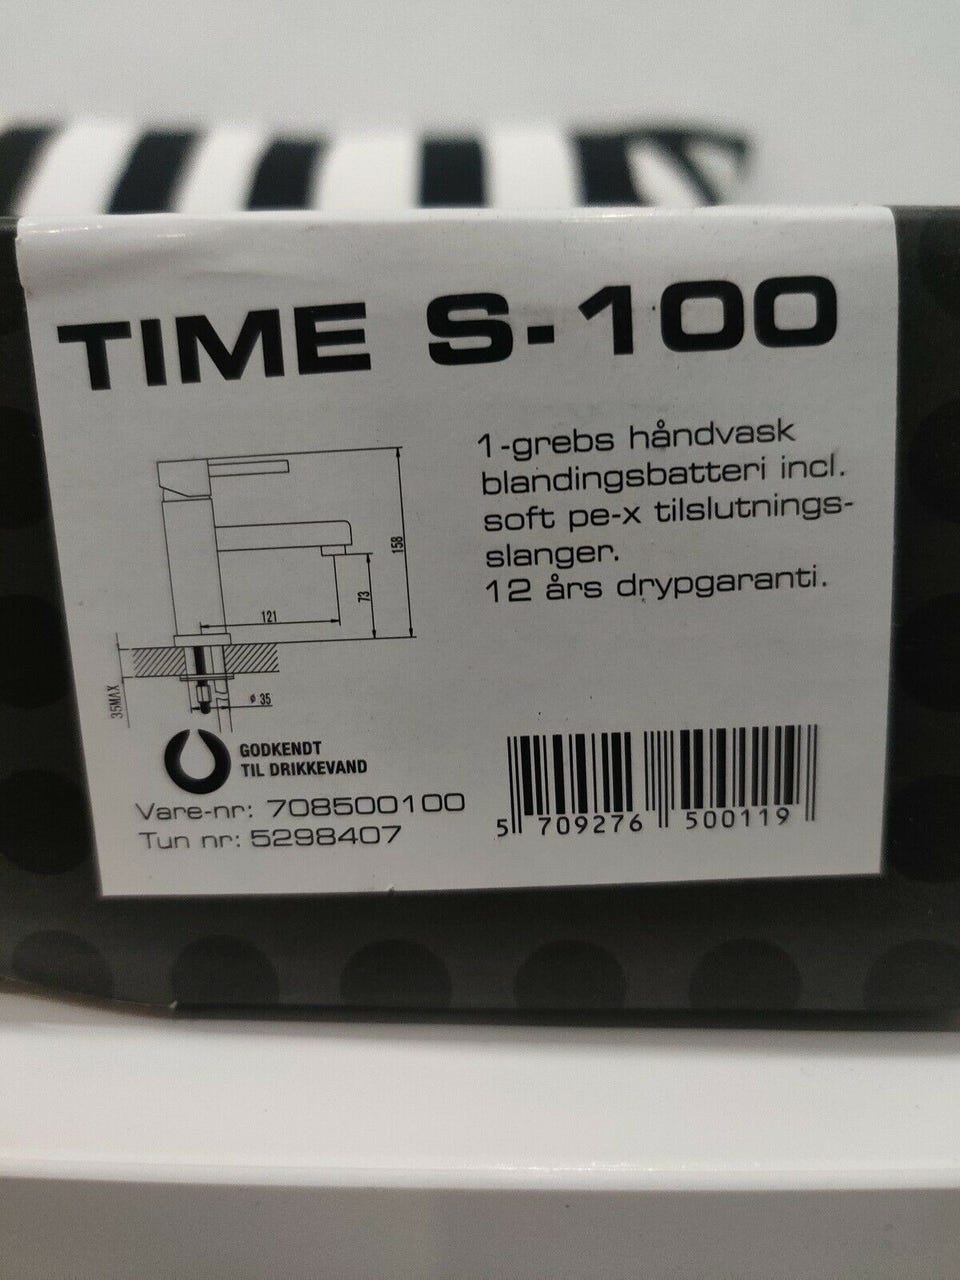 TIME S-100
1-grebs håndvask
blandingsbatteri incl.
soft pe-x tilslutnings-
slanger.
12 års drypgaranti.
158
73
121
35MAX
ø 35
GODKENDT
TIL DRIKKEVAND
Vare-nr: 708500100
Tun nr: 5298407
5 709276 500119